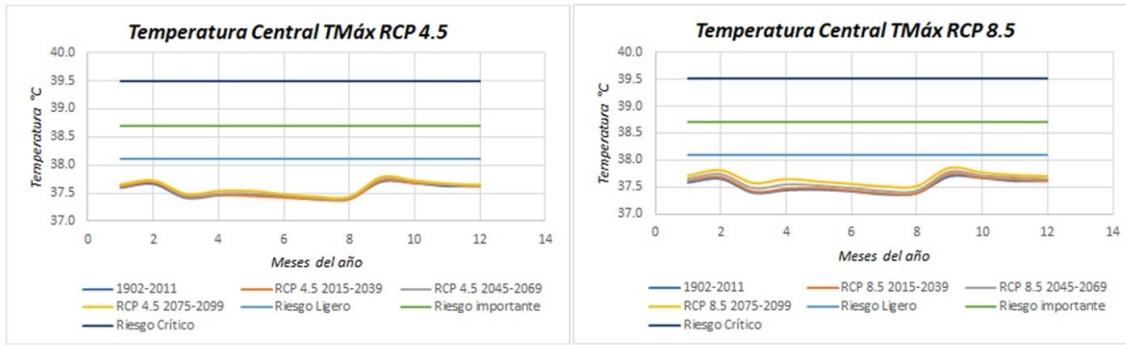 Temperatura Central TMáx RCP 4.5
Temperatura °C
40.0
39.5
39.0
38.5
38.0
37.5
37.0
0 2 4 6 8 10 12 14
Meses del año
1902-2011 RCP 4.5 2015-2039 RCP 4.5 2045-2069
RCP 4.5 2075-2099 Riesgo Ligero Riesgo importante
Riesgo Crítico
Temperatura Central TMáx RCP 8.5
Temperatura °C
40.0
39.5
39.0
38.5
38.0
37.5
37.0
0 2 4 6 8 10 12 14
Meses del año
1902-2011 RCP 8.5 2015-2039 RCP 8.5 2045-2069
RCP 8.5 2075-2099 Riesgo Ligero Riesgo importante
Riesgo Crítico